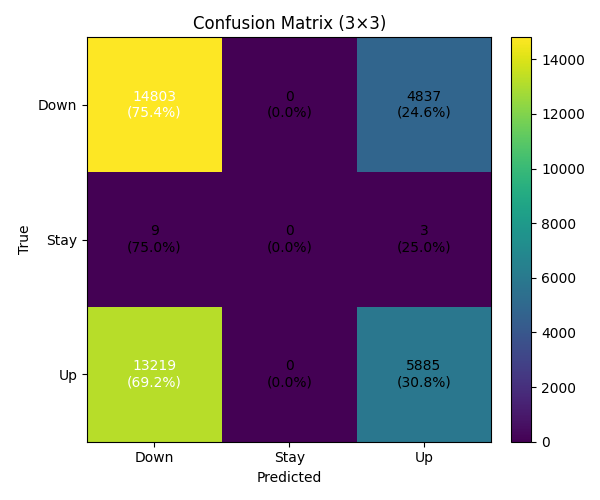 Confusion Matrix (3×3)
14803
(75.4%)
0
(0.0%)
4837
(24.6%)
9
(75.0%)
0
(0.0%)
3
(25.0%)
13219
(69.2%)
0
(0.0%)
5885
(30.8%)
Down
Stay
Up
True
Down
Stay
Up
Predicted
14000
12000
10000
8000
6000
4000
2000
0